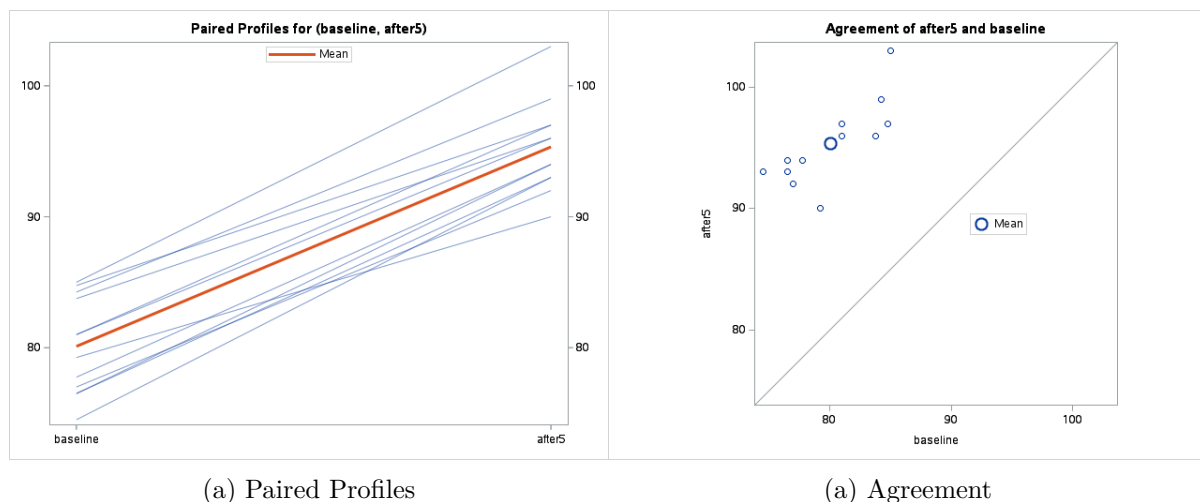 Paired Profiles for (baseline, after5)
Mean
100
90
80
100
90
80
baseline
after5
(a) Paired Profiles
Agreement of after5 and baseline
100
90
80
after5
Mean
80
90
100
baseline
(a) Agreement